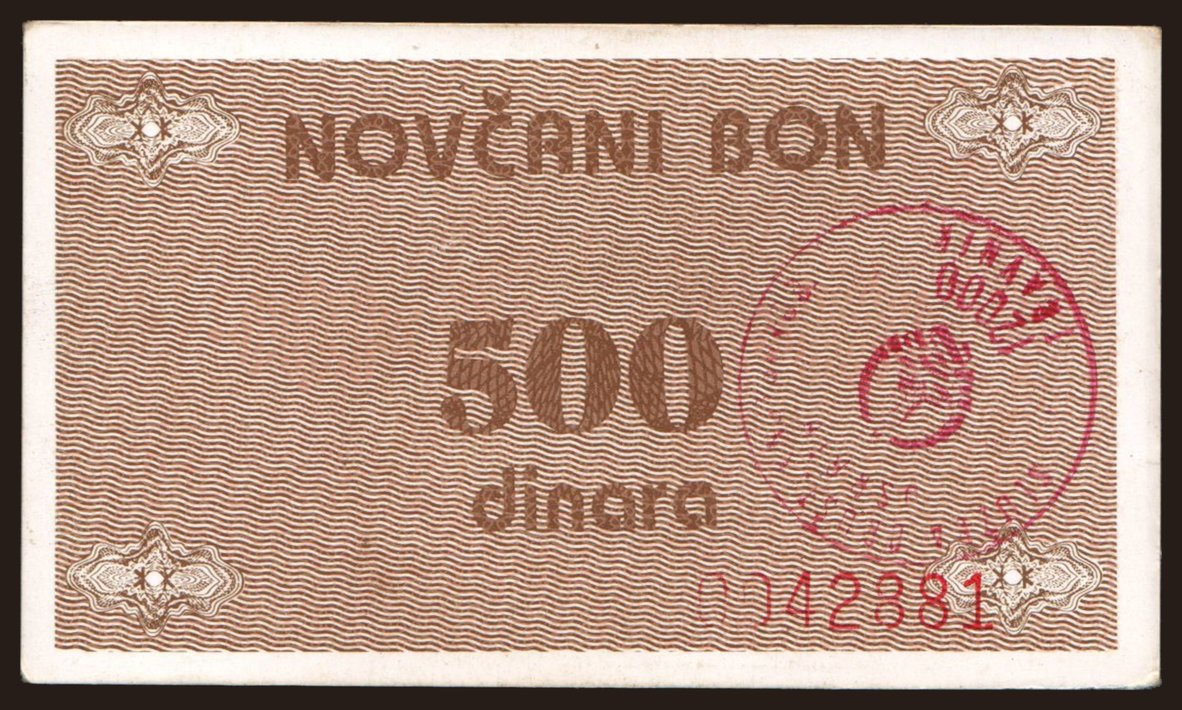 NOVČANI BON
500
dinara
0042881